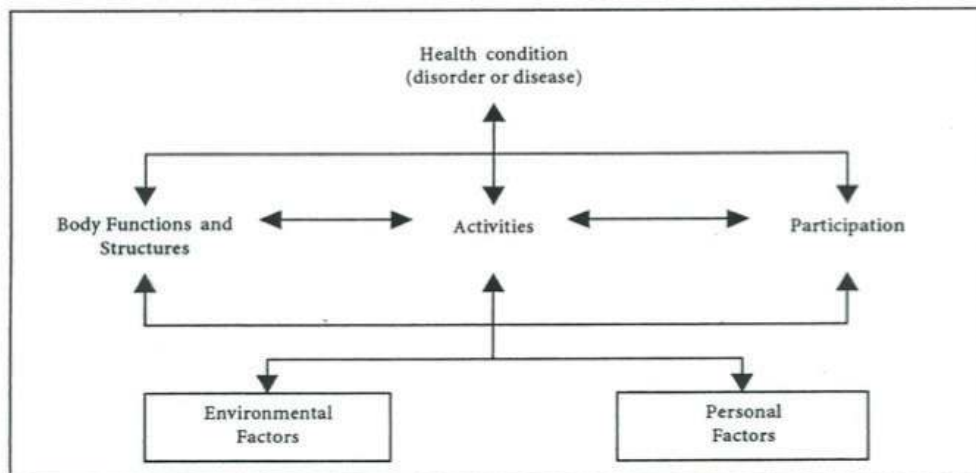 Health condition
(disorder or disease)
Body Functions and
Structures
Activities
Participation
Environmental
Factors
Personal
Factors